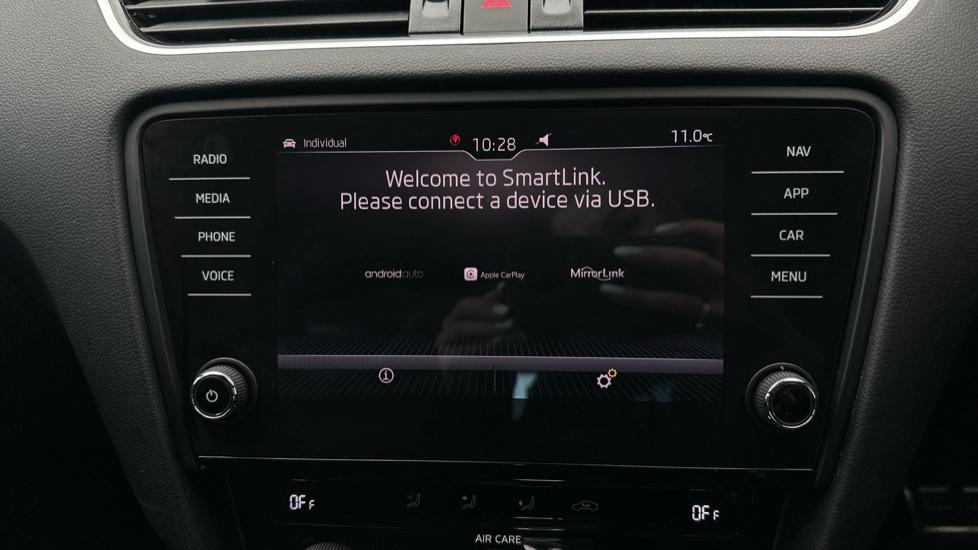 Individual 10:28 11.0°C
Welcome to SmartLink.
Please connect a device via USB.
androidauto Apple CarPlay MirrorLink
RADIO
MEDIA
PHONE
VOICE
NAV
APP
CAR
MENU
OFF OFF
AIR CARE